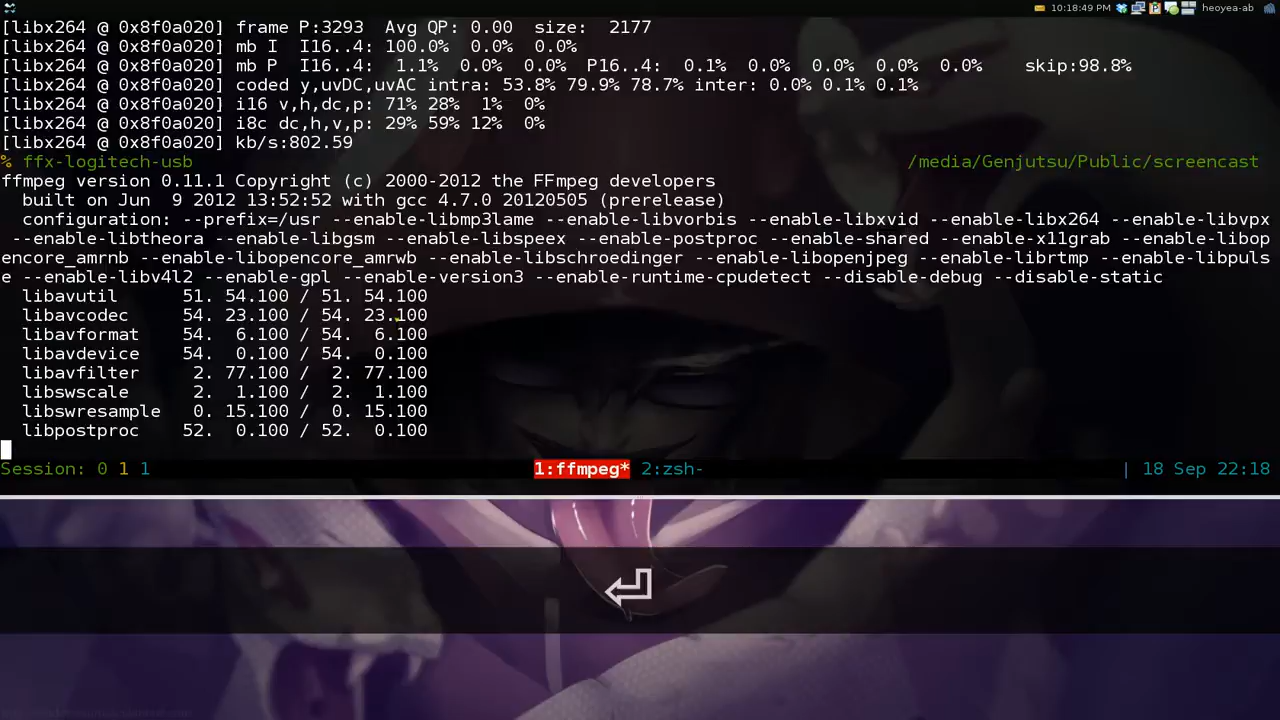 10:18:49 PM heoyea-ab
[libx264 @ 0x8f0a020] frame P:3293  Avg QP: 0.00  size:  2177
[libx264 @ 0x8f0a020] mb I  I16..4: 100.0%  0.0%  0.0%
[libx264 @ 0x8f0a020] mb P  I16..4:  1.1%  0.0%  0.0%  P16..4:  0.1%  0.0%  0.0%  0.0%  0.0%    skip:98.8%
[libx264 @ 0x8f0a020] coded y,uvDC,uvAC intra: 53.8% 79.9% 78.7% inter: 0.0% 0.1% 0.1%
[libx264 @ 0x8f0a020] i16 v,h,dc,p: 71% 28%  1%  0%
[libx264 @ 0x8f0a020] i8c dc,h,v,p: 29% 59% 12%  0%
[libx264 @ 0x8f0a020] kb/s:802.59
% ffx-logitech-usb /media/Genjutsu/Public/screencast
ffmpeg version 0.11.1 Copyright (c) 2000-2012 the FFmpeg developers
  built on Jun  9 2012 13:52:52 with gcc 4.7.0 20120505 (prerelease)
  configuration: --prefix=/usr --enable-libmp3lame --enable-libvorbis --enable-libxvid --enable-libx264 --enable-libvpx
 --enable-libtheora --enable-libgsm --enable-libspeex --enable-postproc --enable-shared --enable-x11grab --enable-libop
encore_amrnb --enable-libopencore_amrwb --enable-libschroedinger --enable-libopenjpeg --enable-librtmp --enable-libpuls
e --enable-libv4l2 --enable-gpl --enable-version3 --enable-runtime-cpudetect --disable-debug --disable-static
  libavutil      51. 54.100 / 51. 54.100
  libavcodec     54. 23.100 / 54. 23.100
  libavformat    54.  6.100 / 54.  6.100
  libavdevice    54.  0.100 / 54.  0.100
  libavfilter     2. 77.100 /  2. 77.100
  libswscale      2.  1.100 /  2.  1.100
  libswresample   0. 15.100 /  0. 15.100
  libpostproc    52.  0.100 / 52.  0.100
Session: 0 1 1 1:ffmpeg* 2:zsh- | 18 Sep 22:18